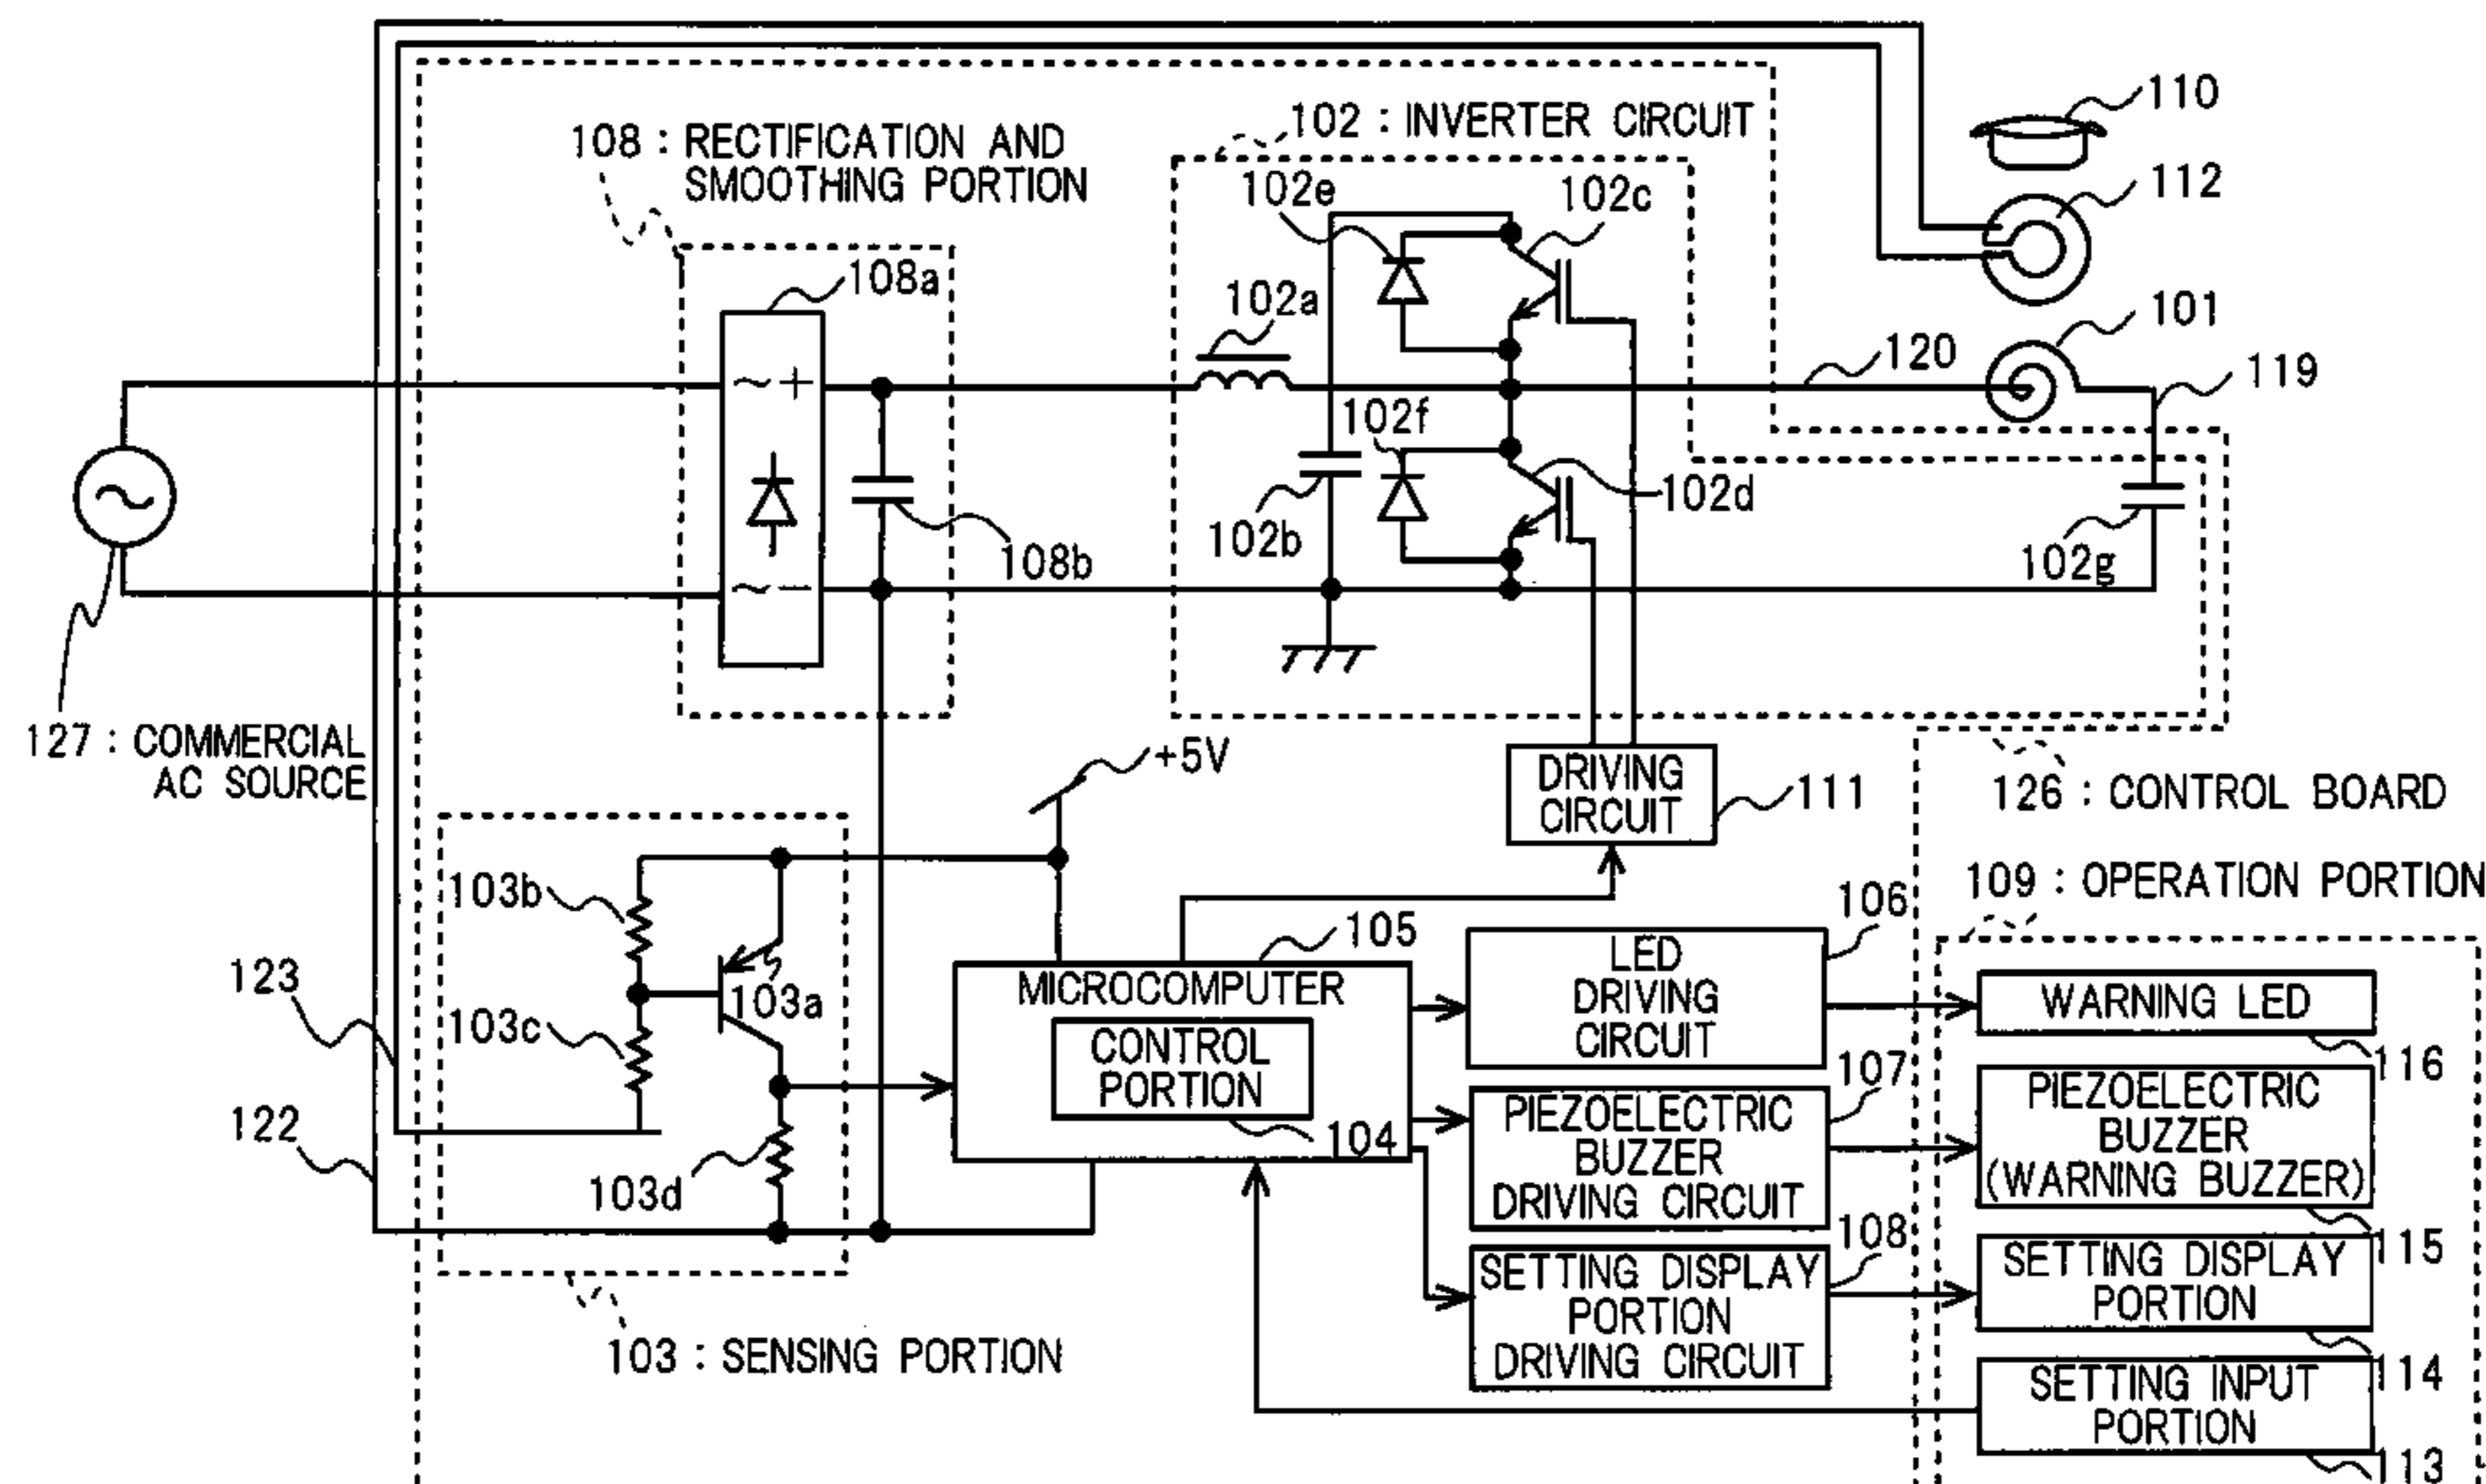 110
102 : INVERTER CIRCUIT
108 : RECTIFICATION AND
SMOOTHING PORTION
102e
102c
112
108a
102a
101
120
119
~+
102f
102d
102b
108b
102g
~−
127 : COMMERCIAL
AC SOURCE
+5V
DRIVING
CIRCUIT
111
126 : CONTROL BOARD
109 : OPERATION PORTION
103b
106
105
LED
DRIVING
CIRCUIT
123
103a
MICROCOMPUTER
WARNING LED
103c
CONTROL
PORTION
116
107
122
104
PIEZOELECTRIC
BUZZER
DRIVING CIRCUIT
PIEZOELECTRIC
BUZZER
(WARNING BUZZER)
103d
108
115
SETTING DISPLAY
PORTION
DRIVING CIRCUIT
SETTING DISPLAY
PORTION
103 : SENSING PORTION
114
SETTING INPUT
PORTION
113